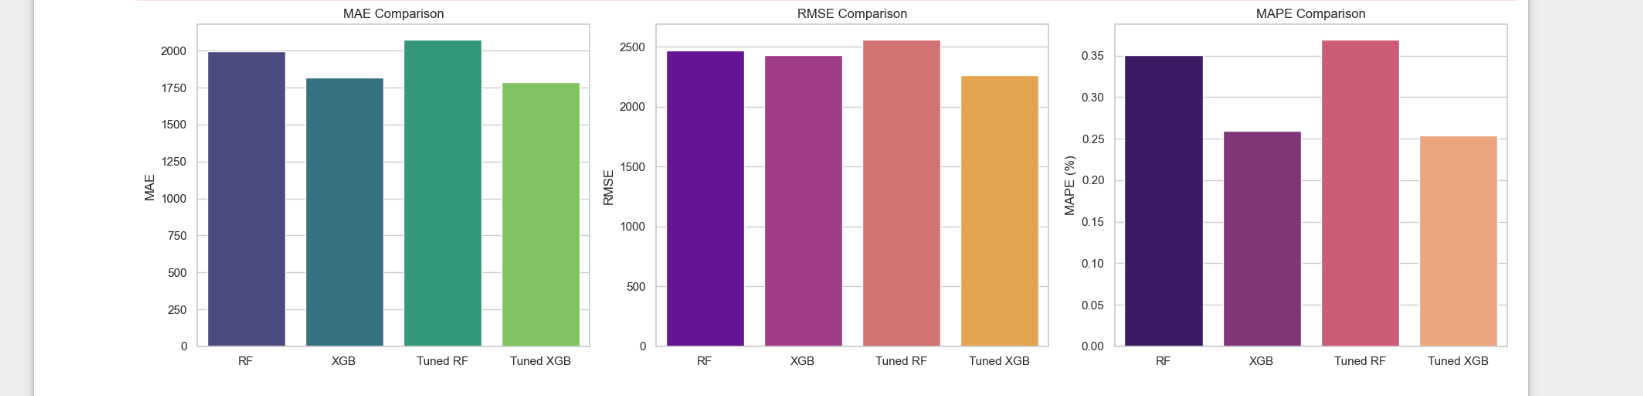 MAE Comparison
MAE
2000
1750
1500
1250
1000
750
500
250
0
RF XGB Tuned RF Tuned XGB
RMSE Comparison
RMSE
2500
2000
1500
1000
500
0
RF XGB Tuned RF Tuned XGB
MAPE Comparison
MAPE (%)
0.35
0.30
0.25
0.20
0.15
0.10
0.05
0.00
RF XGB Tuned RF Tuned XGB